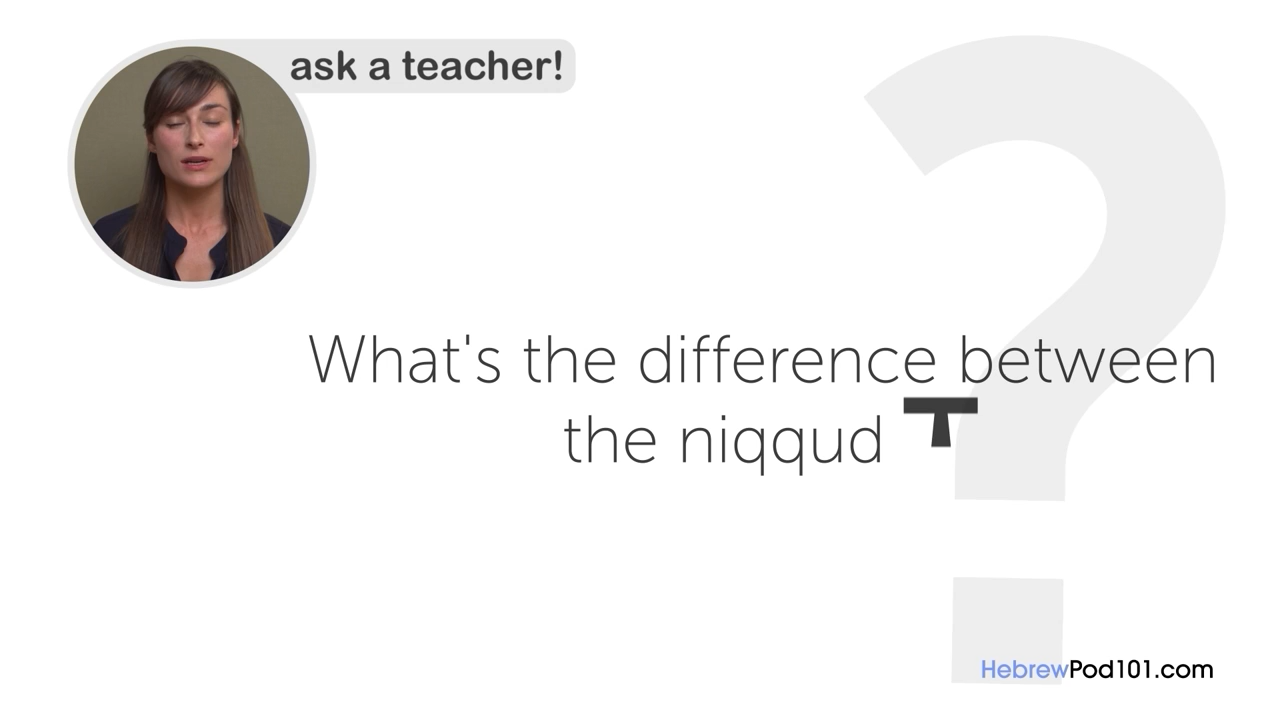 ask a teacher!
What's the difference between
the niqqud ָ
?
HebrewPod101.com